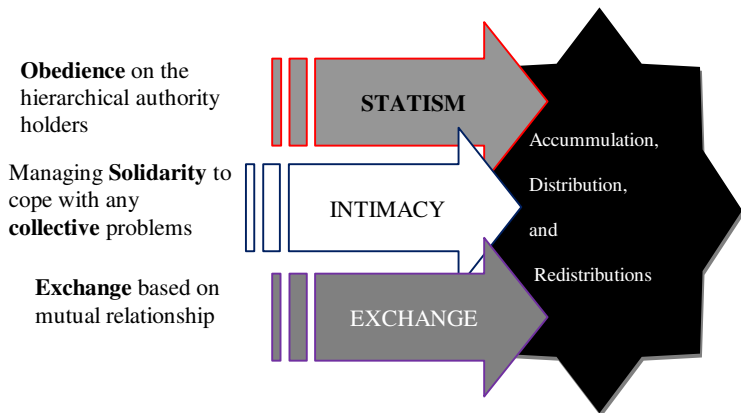 Obedience on the
hierarchical authority
holders
STATISM
Managing Solidarity to
cope with any
collective problems
INTIMACY
Exchange based on
mutual relationship
EXCHANGE
Accummulation,
Distribution,
and
Redistributions